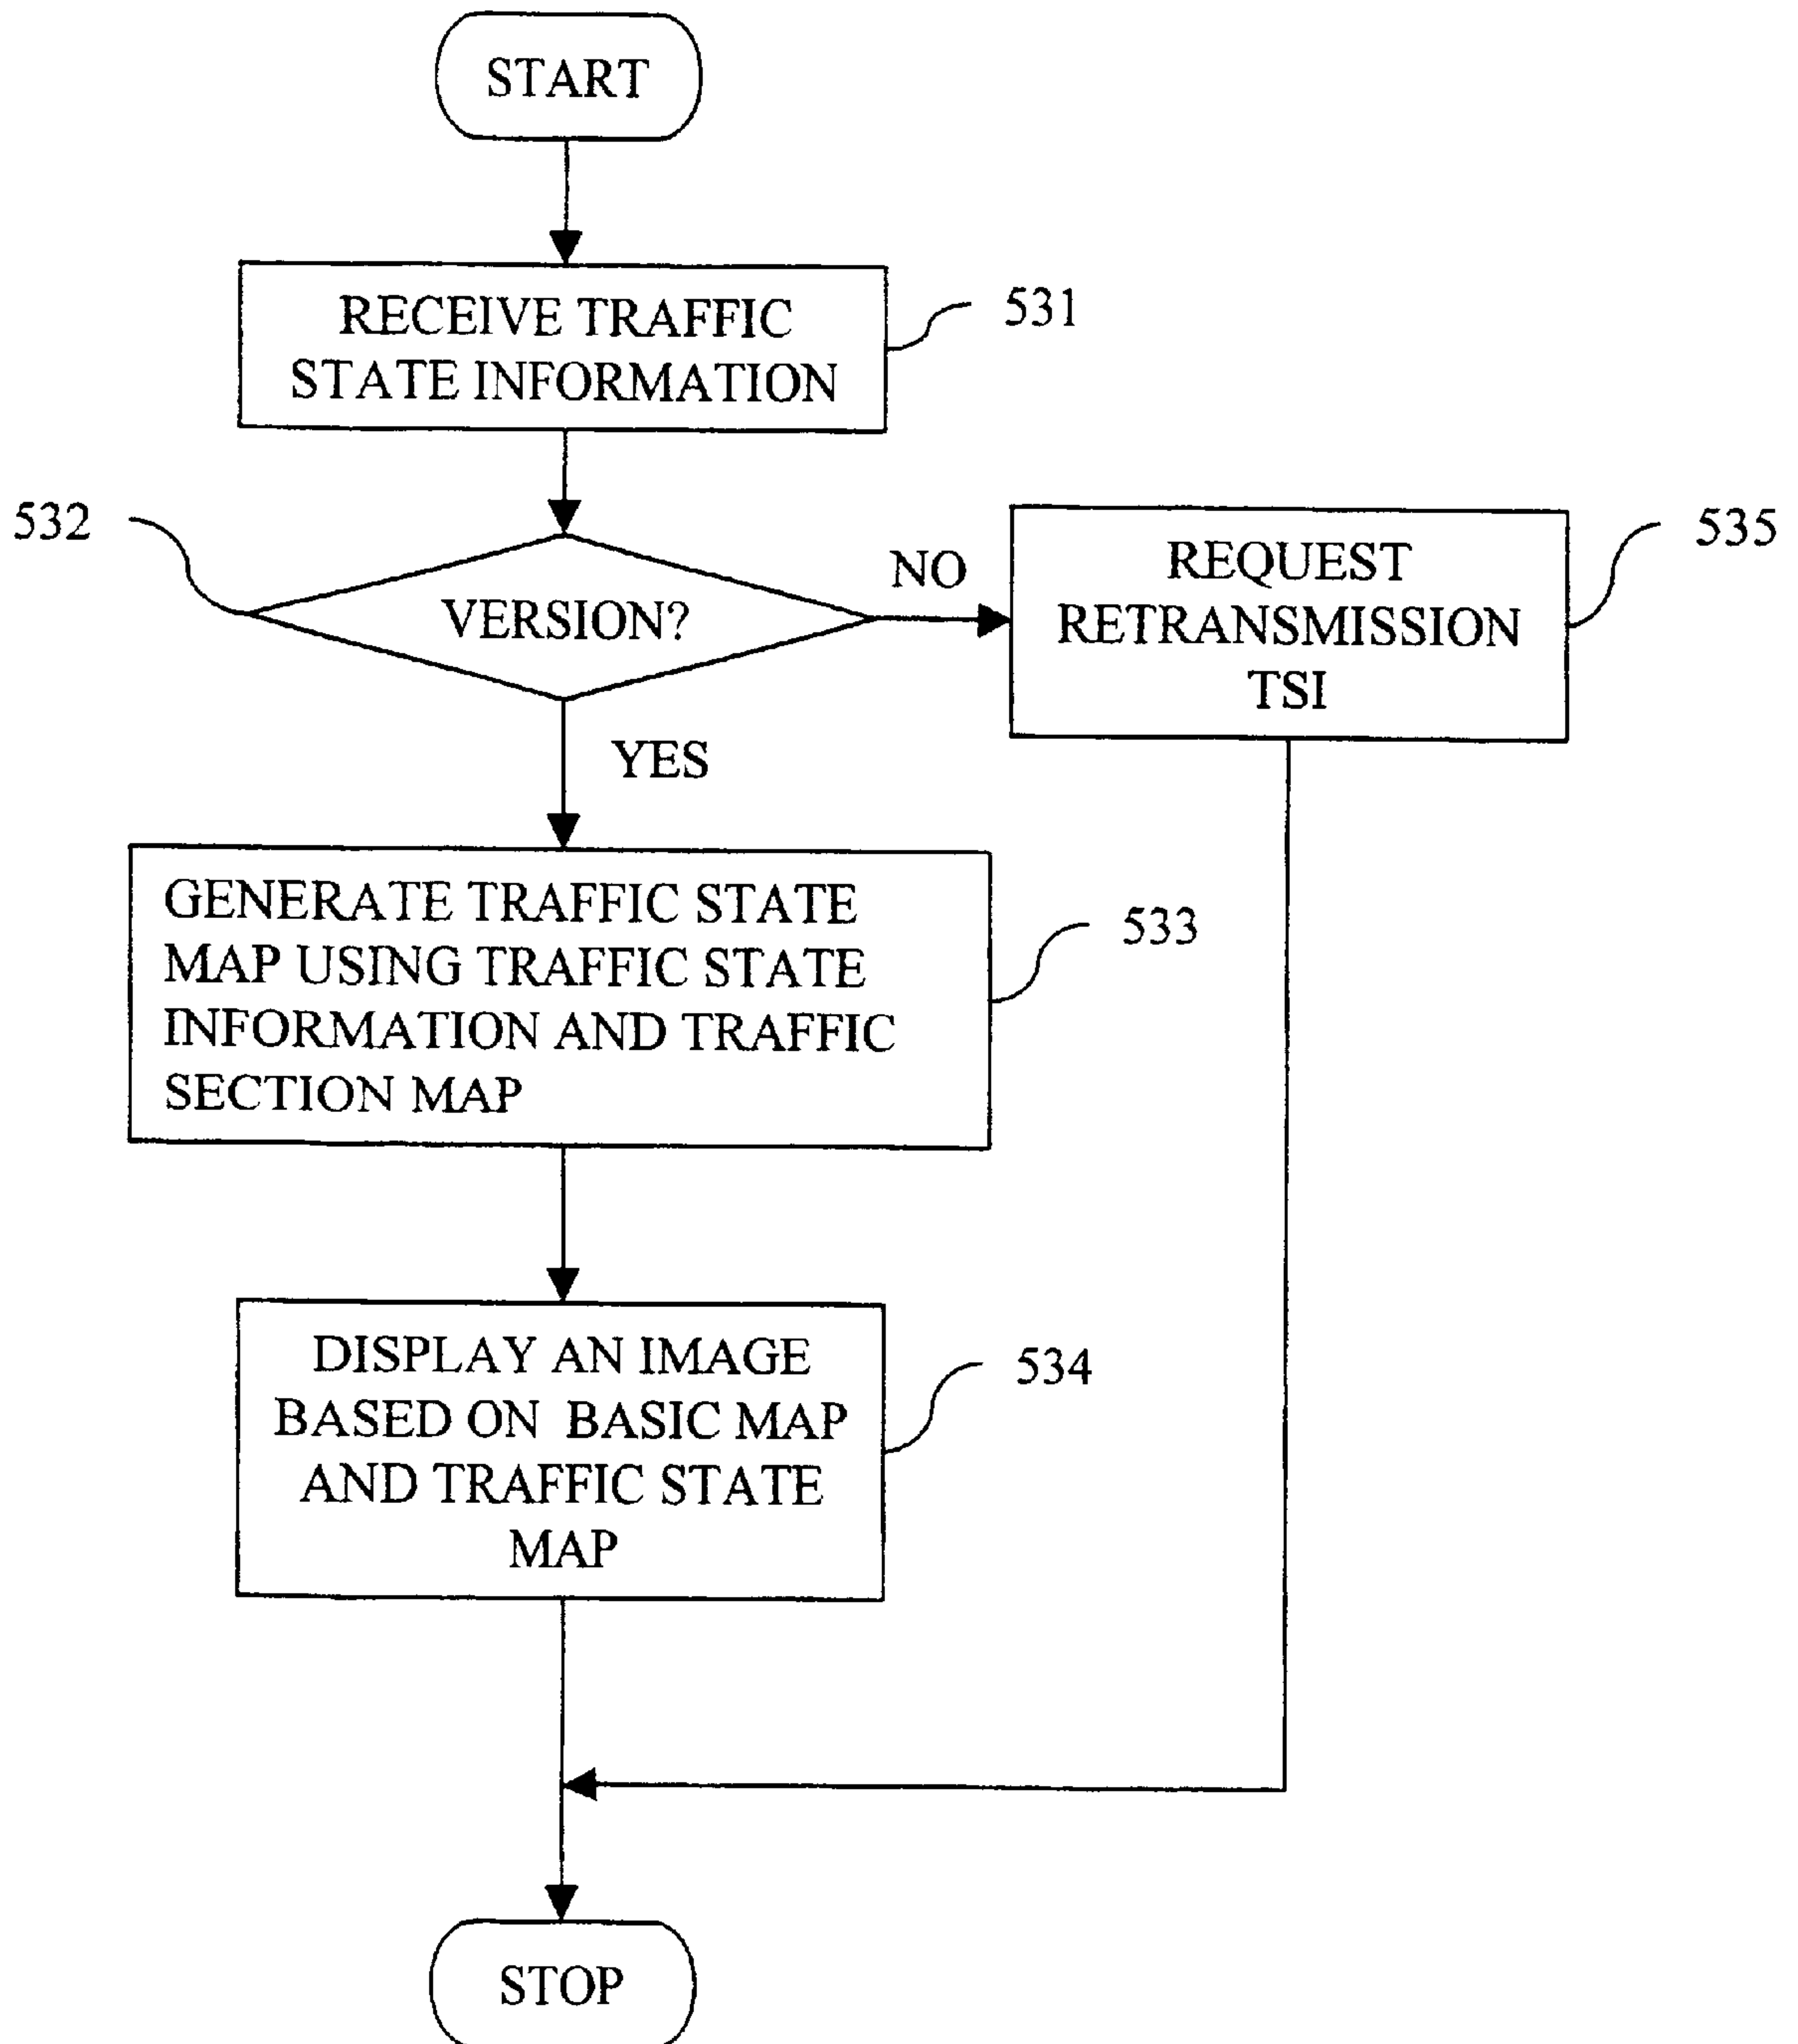 START
RECEIVE TRAFFIC
STATE INFORMATION
531
532
VERSION?
NO
REQUEST
RETRANSMISSION
TSI
535
YES
GENERATE TRAFFIC STATE
MAP USING TRAFFIC STATE
INFORMATION AND TRAFFIC
SECTION MAP
533
DISPLAY AN IMAGE
BASED ON BASIC MAP
AND TRAFFIC STATE
MAP
534
STOP